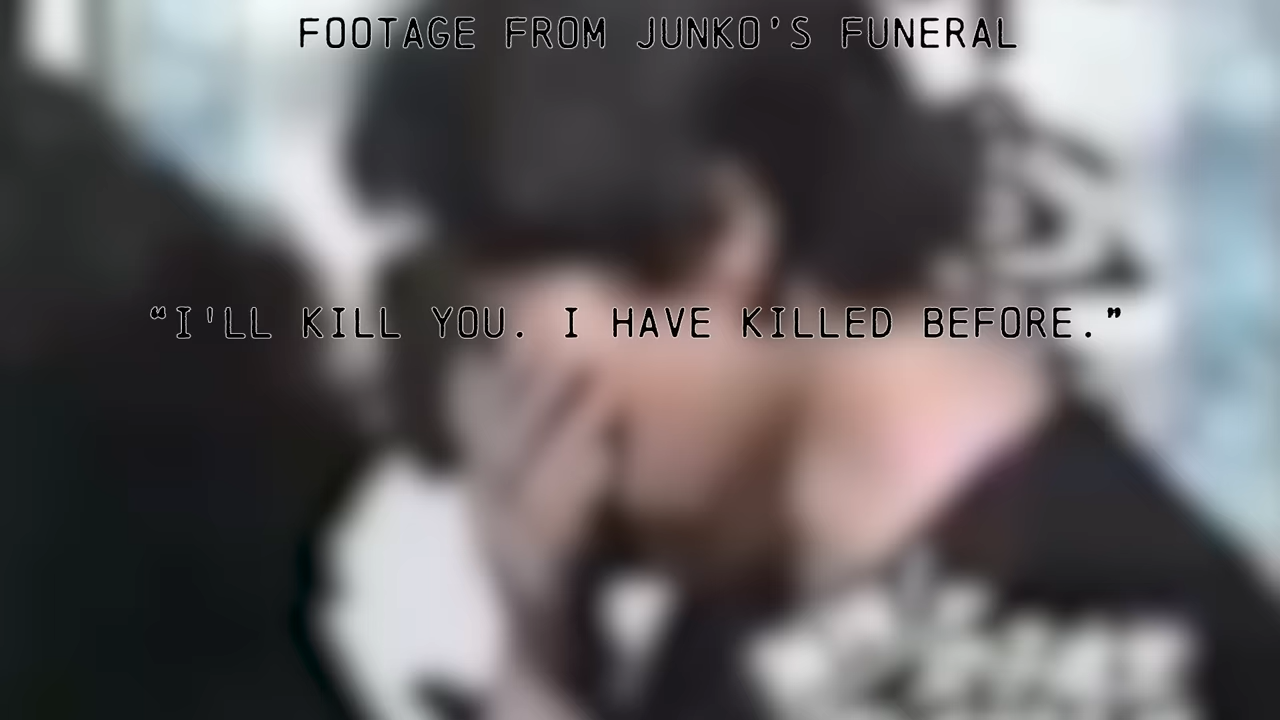 FOOTAGE FROM JUNKO’S FUNERAL
“I'LL KILL YOU. I HAVE KILLED BEFORE.”